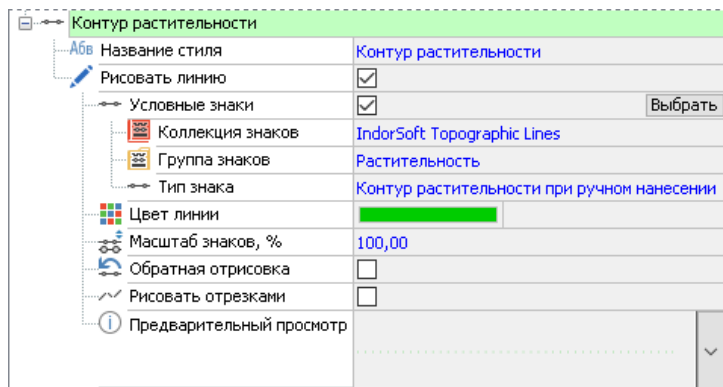 Контур растительности
Абв Название стиля Контур растительности
Рисовать линию
Условные знаки Выбрать
Коллекция знаков IndorSoft Topographic Lines
Группа знаков Растительность
Тип знака Контур растительности при ручном нанесении
Цвет линии
Масштаб знаков, % 100,00
Обратная отрисовка
Рисовать отрезками
Предварительный просмотр